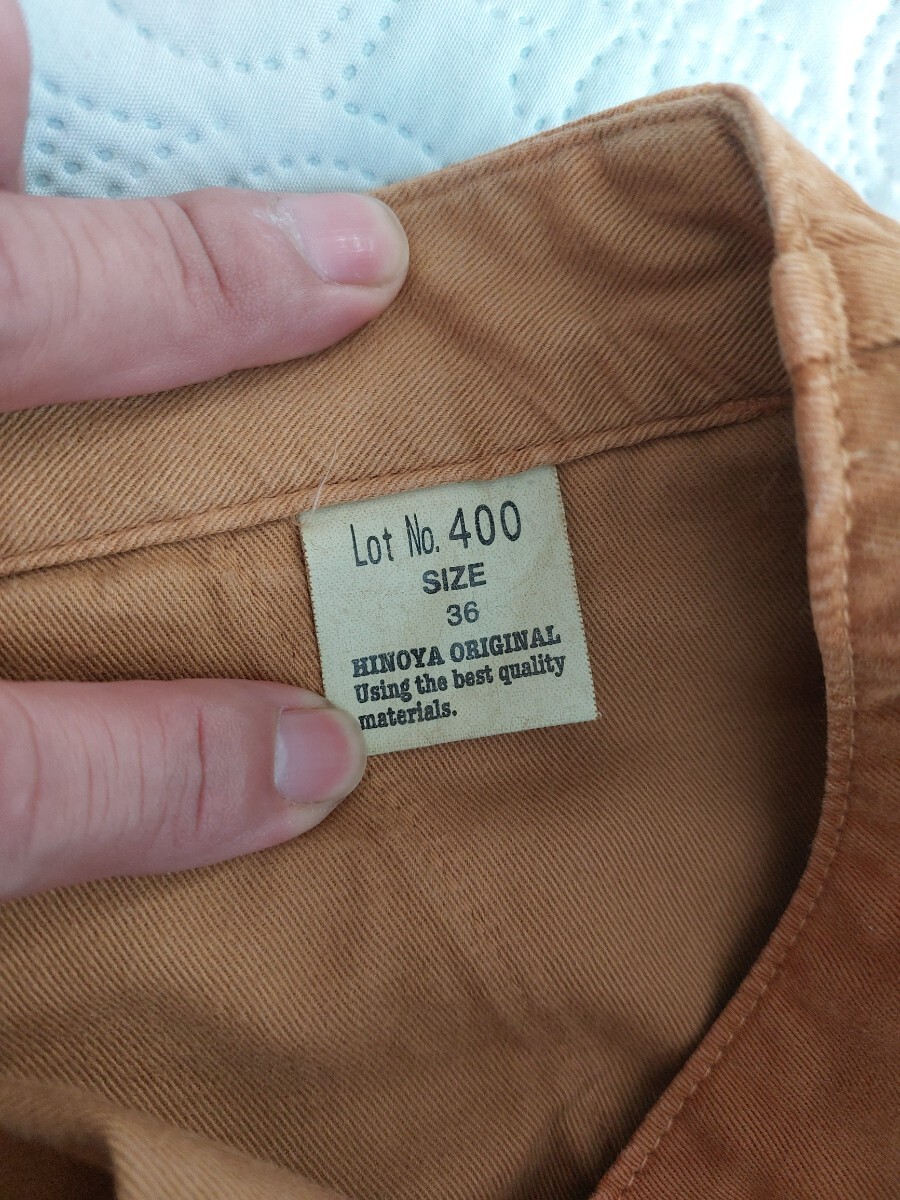 Lot No. 400
SIZE
36
HINOYA ORIGINAL
Using the best quality
materials.